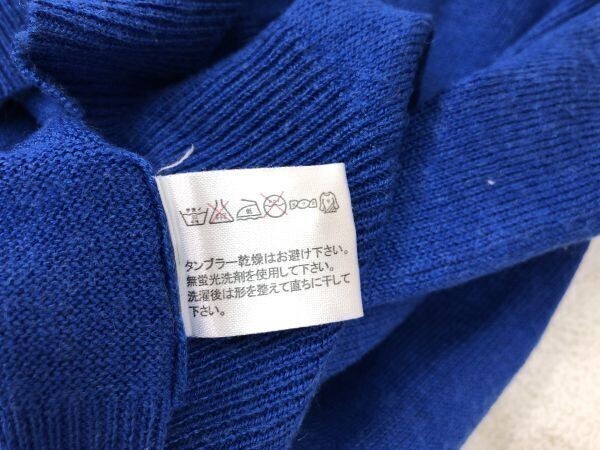 タンブラー乾燥はお避け下さい。
無蛍光洗剤を使用して下さい。
洗濯後は形を整えて直ちに干して
下さい。